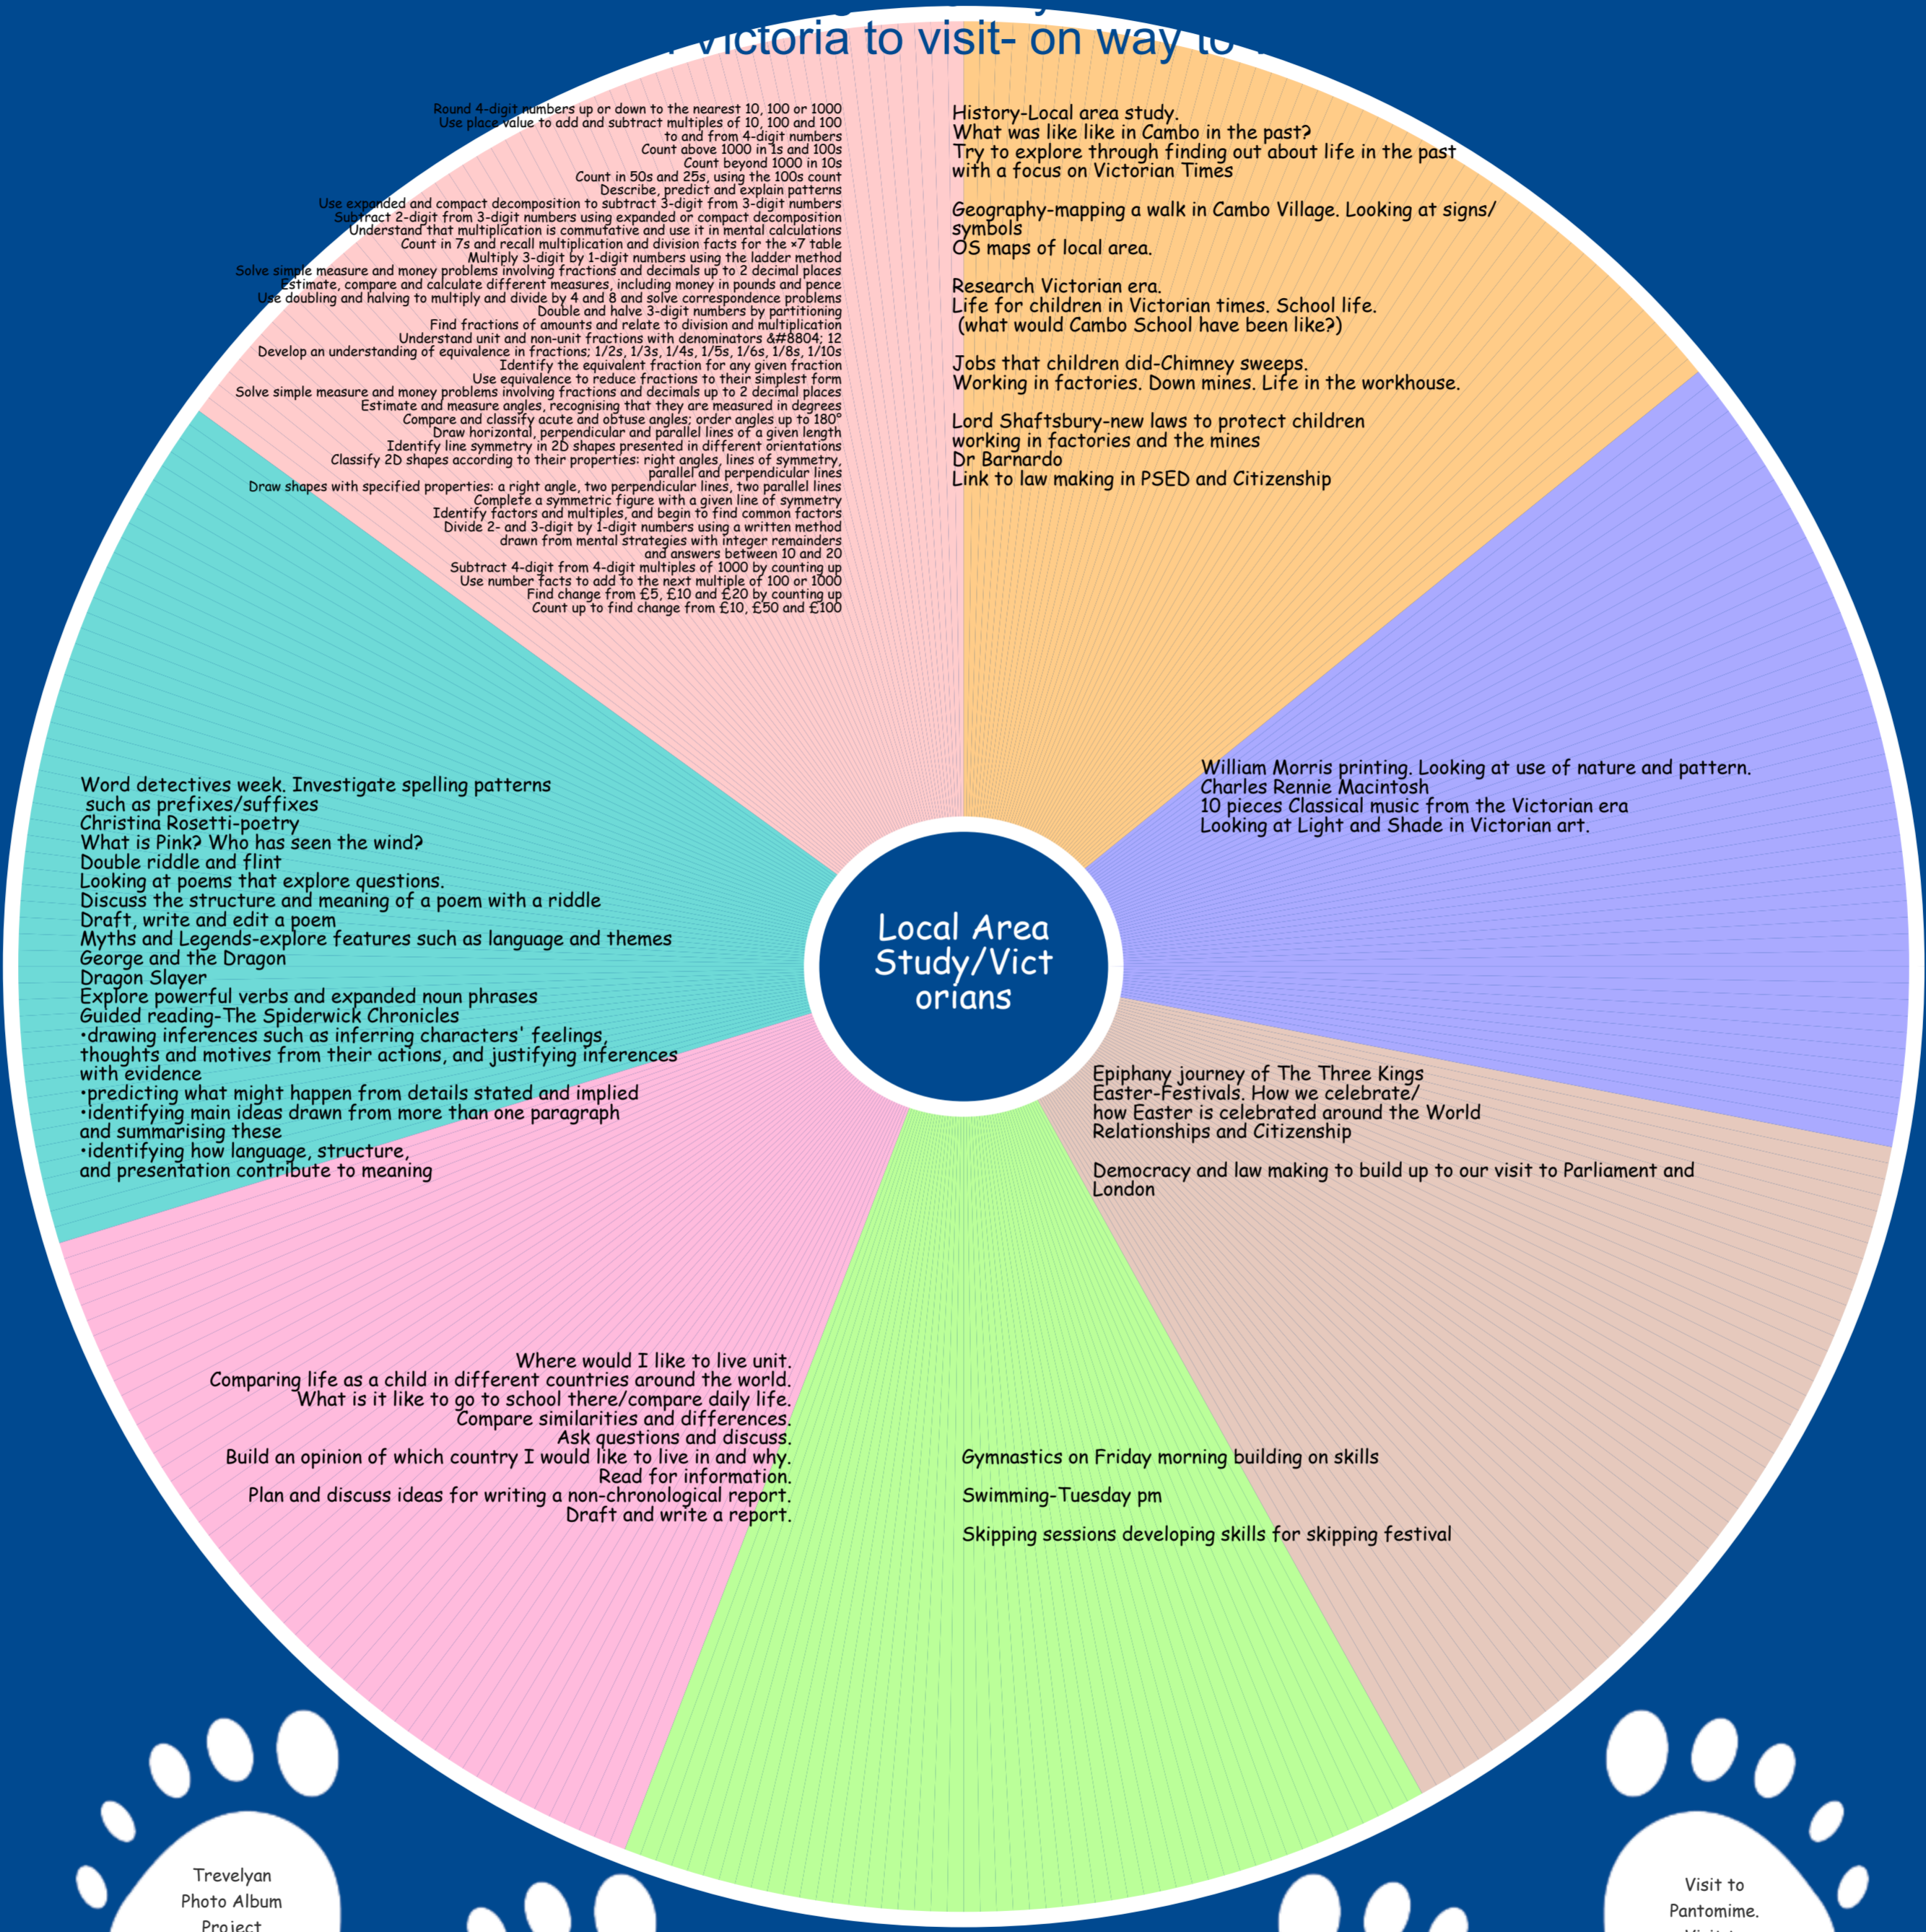 Victoria to visit- on way to
Round 4-digit numbers up or down to the nearest 10, 100 or 1000
Use place value to add and subtract multiples of 10, 100 and 100
to and from 4-digit numbers
Count above 1000 in 1s and 100s
Count beyond 1000 in 10s
Count in 50s and 25s, using the 100s count
Describe, predict and explain patterns
Use expanded and compact decomposition to subtract 3-digit from 3-digit numbers
Subtract 2-digit from 3-digit numbers using expanded or compact decomposition
Understand that multiplication is commutative and use it in mental calculations
Count in 7s and recall multiplication and division facts for the ×7 table
Multiply 3-digit by 1-digit numbers using the ladder method
Solve simple measure and money problems involving fractions and decimals up to 2 decimal places
Estimate, compare and calculate different measures, including money in pounds and pence
Use doubling and halving to multiply and divide by 4 and 8 and solve correspondence problems
Double and halve 3-digit numbers by partitioning
Find fractions of amounts and relate to division and multiplication
Understand unit and non-unit fractions with denominators &#8804; 12
Develop an understanding of equivalence in fractions; 1/2s, 1/3s, 1/4s, 1/5s, 1/6s, 1/8s, 1/10s
Identify the equivalent fraction for any given fraction
Use equivalence to reduce fractions to their simplest form
Solve simple measure and money problems involving fractions and decimals up to 2 decimal places
Estimate and measure angles, recognising that they are measured in degrees
Compare and classify acute and obtuse angles; order angles up to 180°
Draw horizontal, perpendicular and parallel lines of a given length
Identify line symmetry in 2D shapes presented in different orientations
Classify 2D shapes according to their properties: right angles, lines of symmetry,
parallel and perpendicular lines
Draw shapes with specified properties: a right angle, two perpendicular lines, two parallel lines
Complete a symmetric figure with a given line of symmetry
Identify factors and multiples, and begin to find common factors
Divide 2- and 3-digit by 1-digit numbers using a written method
drawn from mental strategies with integer remainders
and answers between 10 and 20
Subtract 4-digit from 4-digit multiples of 1000 by counting up
Use number facts to add to the next multiple of 100 or 1000
Find change from £5, £10 and £20 by counting up
Count up to find change from £10, £50 and £100
History-Local area study.
What was like like in Cambo in the past?
Try to explore through finding out about life in the past
with a focus on Victorian Times
Geography-mapping a walk in Cambo Village. Looking at signs/
symbols
OS maps of local area.
Research Victorian era.
Life for children in Victorian times. School life.
(what would Cambo School have been like?)
Jobs that children did-Chimney sweeps.
Working in factories. Down mines. Life in the workhouse.
Lord Shaftsbury-new laws to protect children
working in factories and the mines
Dr Barnardo
Link to law making in PSED and Citizenship
William Morris printing. Looking at use of nature and pattern.
Charles Rennie Macintosh
10 pieces Classical music from the Victorian era
Looking at Light and Shade in Victorian art.
Word detectives week. Investigate spelling patterns
such as prefixes/suffixes
Christina Rosetti-poetry
What is Pink? Who has seen the wind?
Double riddle and flint
Looking at poems that explore questions.
Discuss the structure and meaning of a poem with a riddle
Draft, write and edit a poem
Myths and Legends-explore features such as language and themes
George and the Dragon
Dragon Slayer
Explore powerful verbs and expanded noun phrases
Guided reading-The Spiderwick Chronicles
•drawing inferences such as inferring characters' feelings,
thoughts and motives from their actions, and justifying inferences
with evidence
•predicting what might happen from details stated and implied
•identifying main ideas drawn from more than one paragraph
and summarising these
•identifying how language, structure,
and presentation contribute to meaning
Local Area
Study/Vict
orians
Epiphany journey of The Three Kings
Easter-Festivals. How we celebrate/
how Easter is celebrated around the World
Relationships and Citizenship
Democracy and law making to build up to our visit to Parliament and
London
Where would I like to live unit.
Comparing life as a child in different countries around the world.
What is it like to go to school there/compare daily life.
Compare similarities and differences.
Ask questions and discuss.
Build an opinion of which country I would like to live in and why.
Read for information.
Plan and discuss ideas for writing a non-chronological report.
Draft and write a report.
Gymnastics on Friday morning building on skills
Swimming-Tuesday pm
Skipping sessions developing skills for skipping festival
Trevelyan
Photo Album
Project
Visit to
Pantomime.